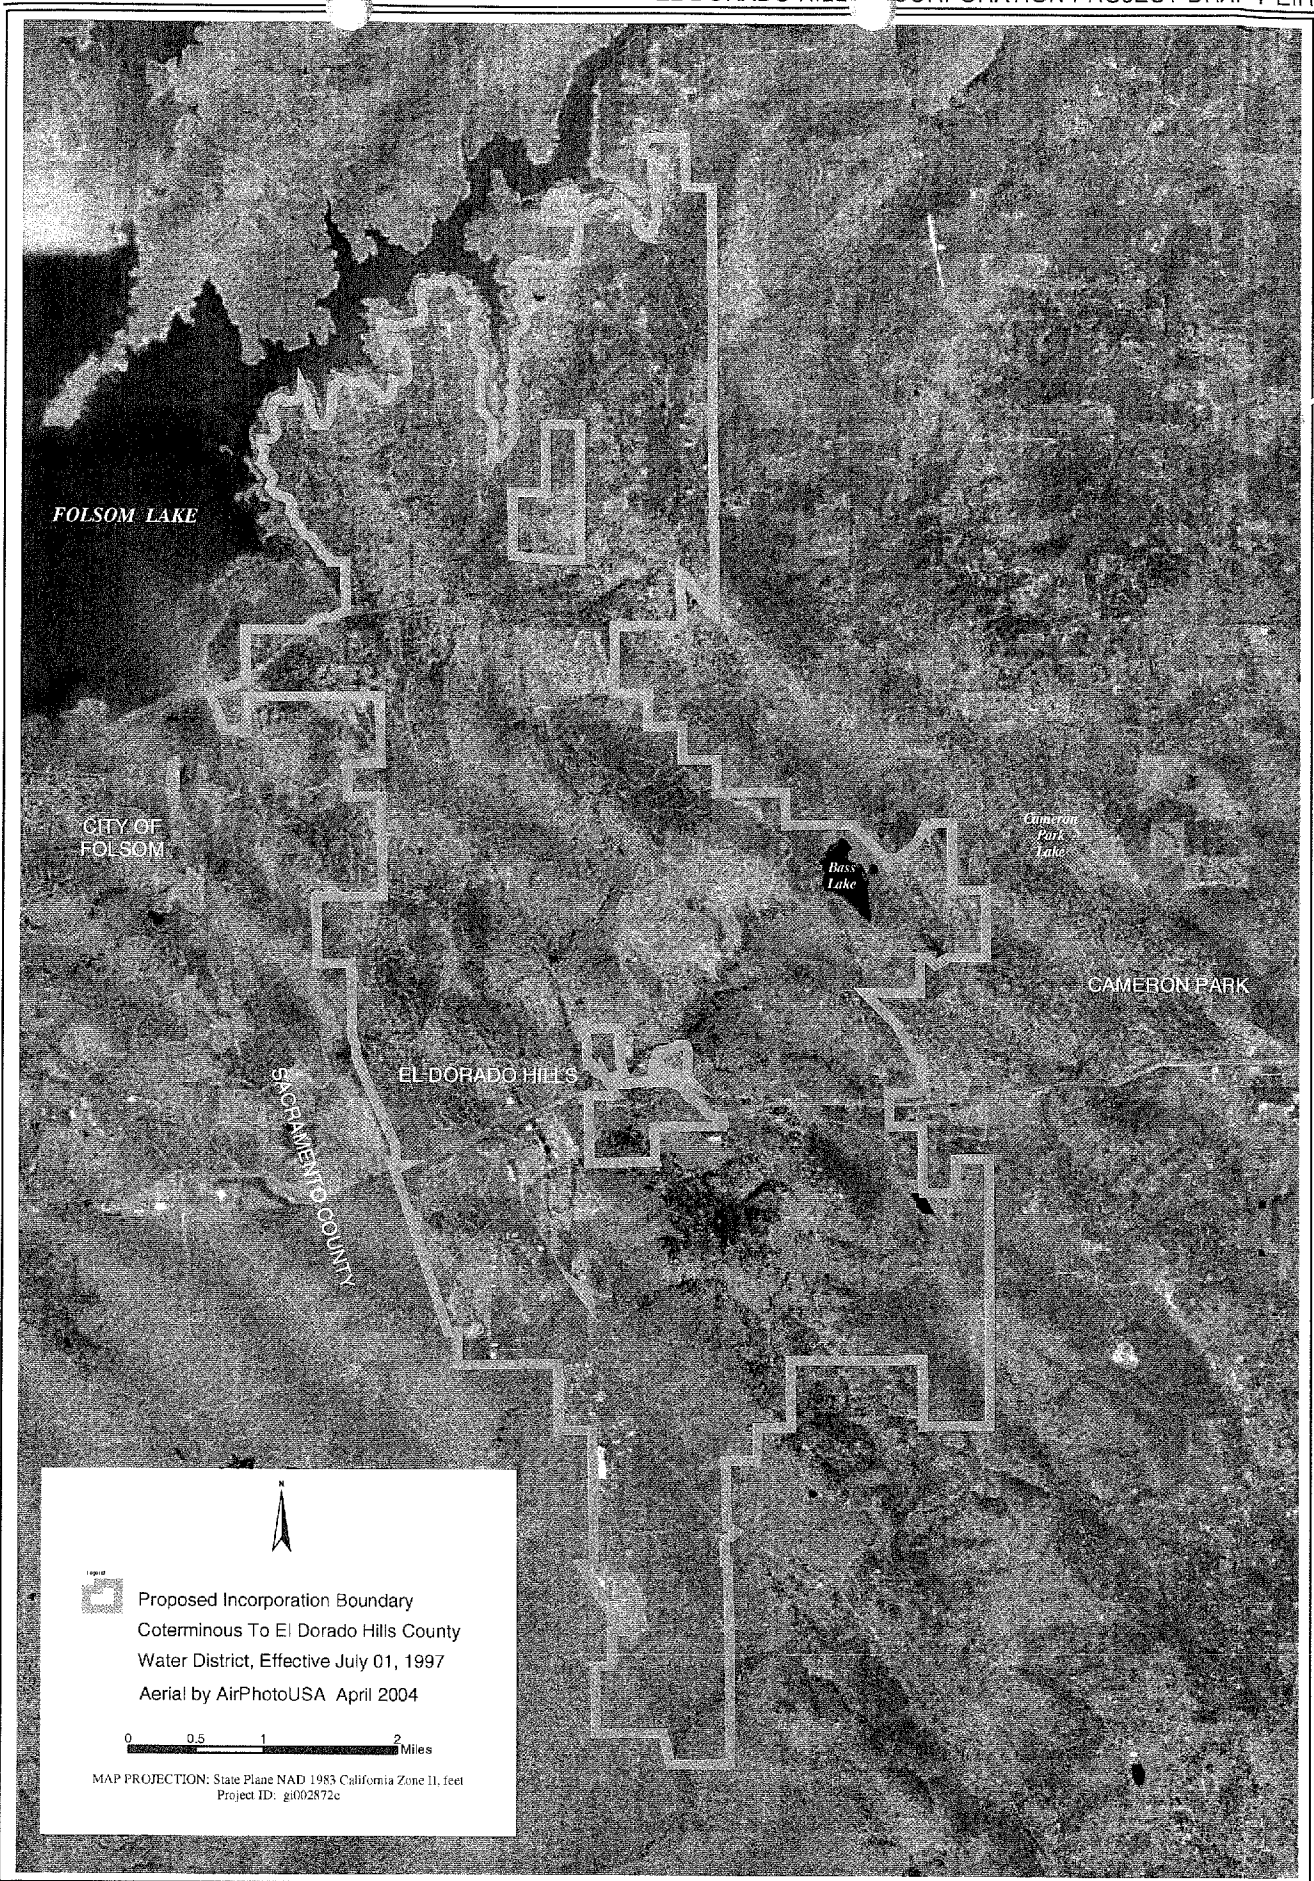 FOLSOM LAKE
CITY OF
FOLSOM
Cameron
Park
Lake
Bass
Lake
CAMERON PARK
EL DORADO HILLS
SACRAMENTO COUNTY
N
Legend
Proposed Incorporation Boundary
Coterminous To El Dorado Hills County
Water District, Effective July 01, 1997
Aerial by AirPhotoUSA April 2004
0 0.5 1 2
Miles
MAP PROJECTION: State Plane NAD 1983 California Zone II, feet
Project ID: gi002872c